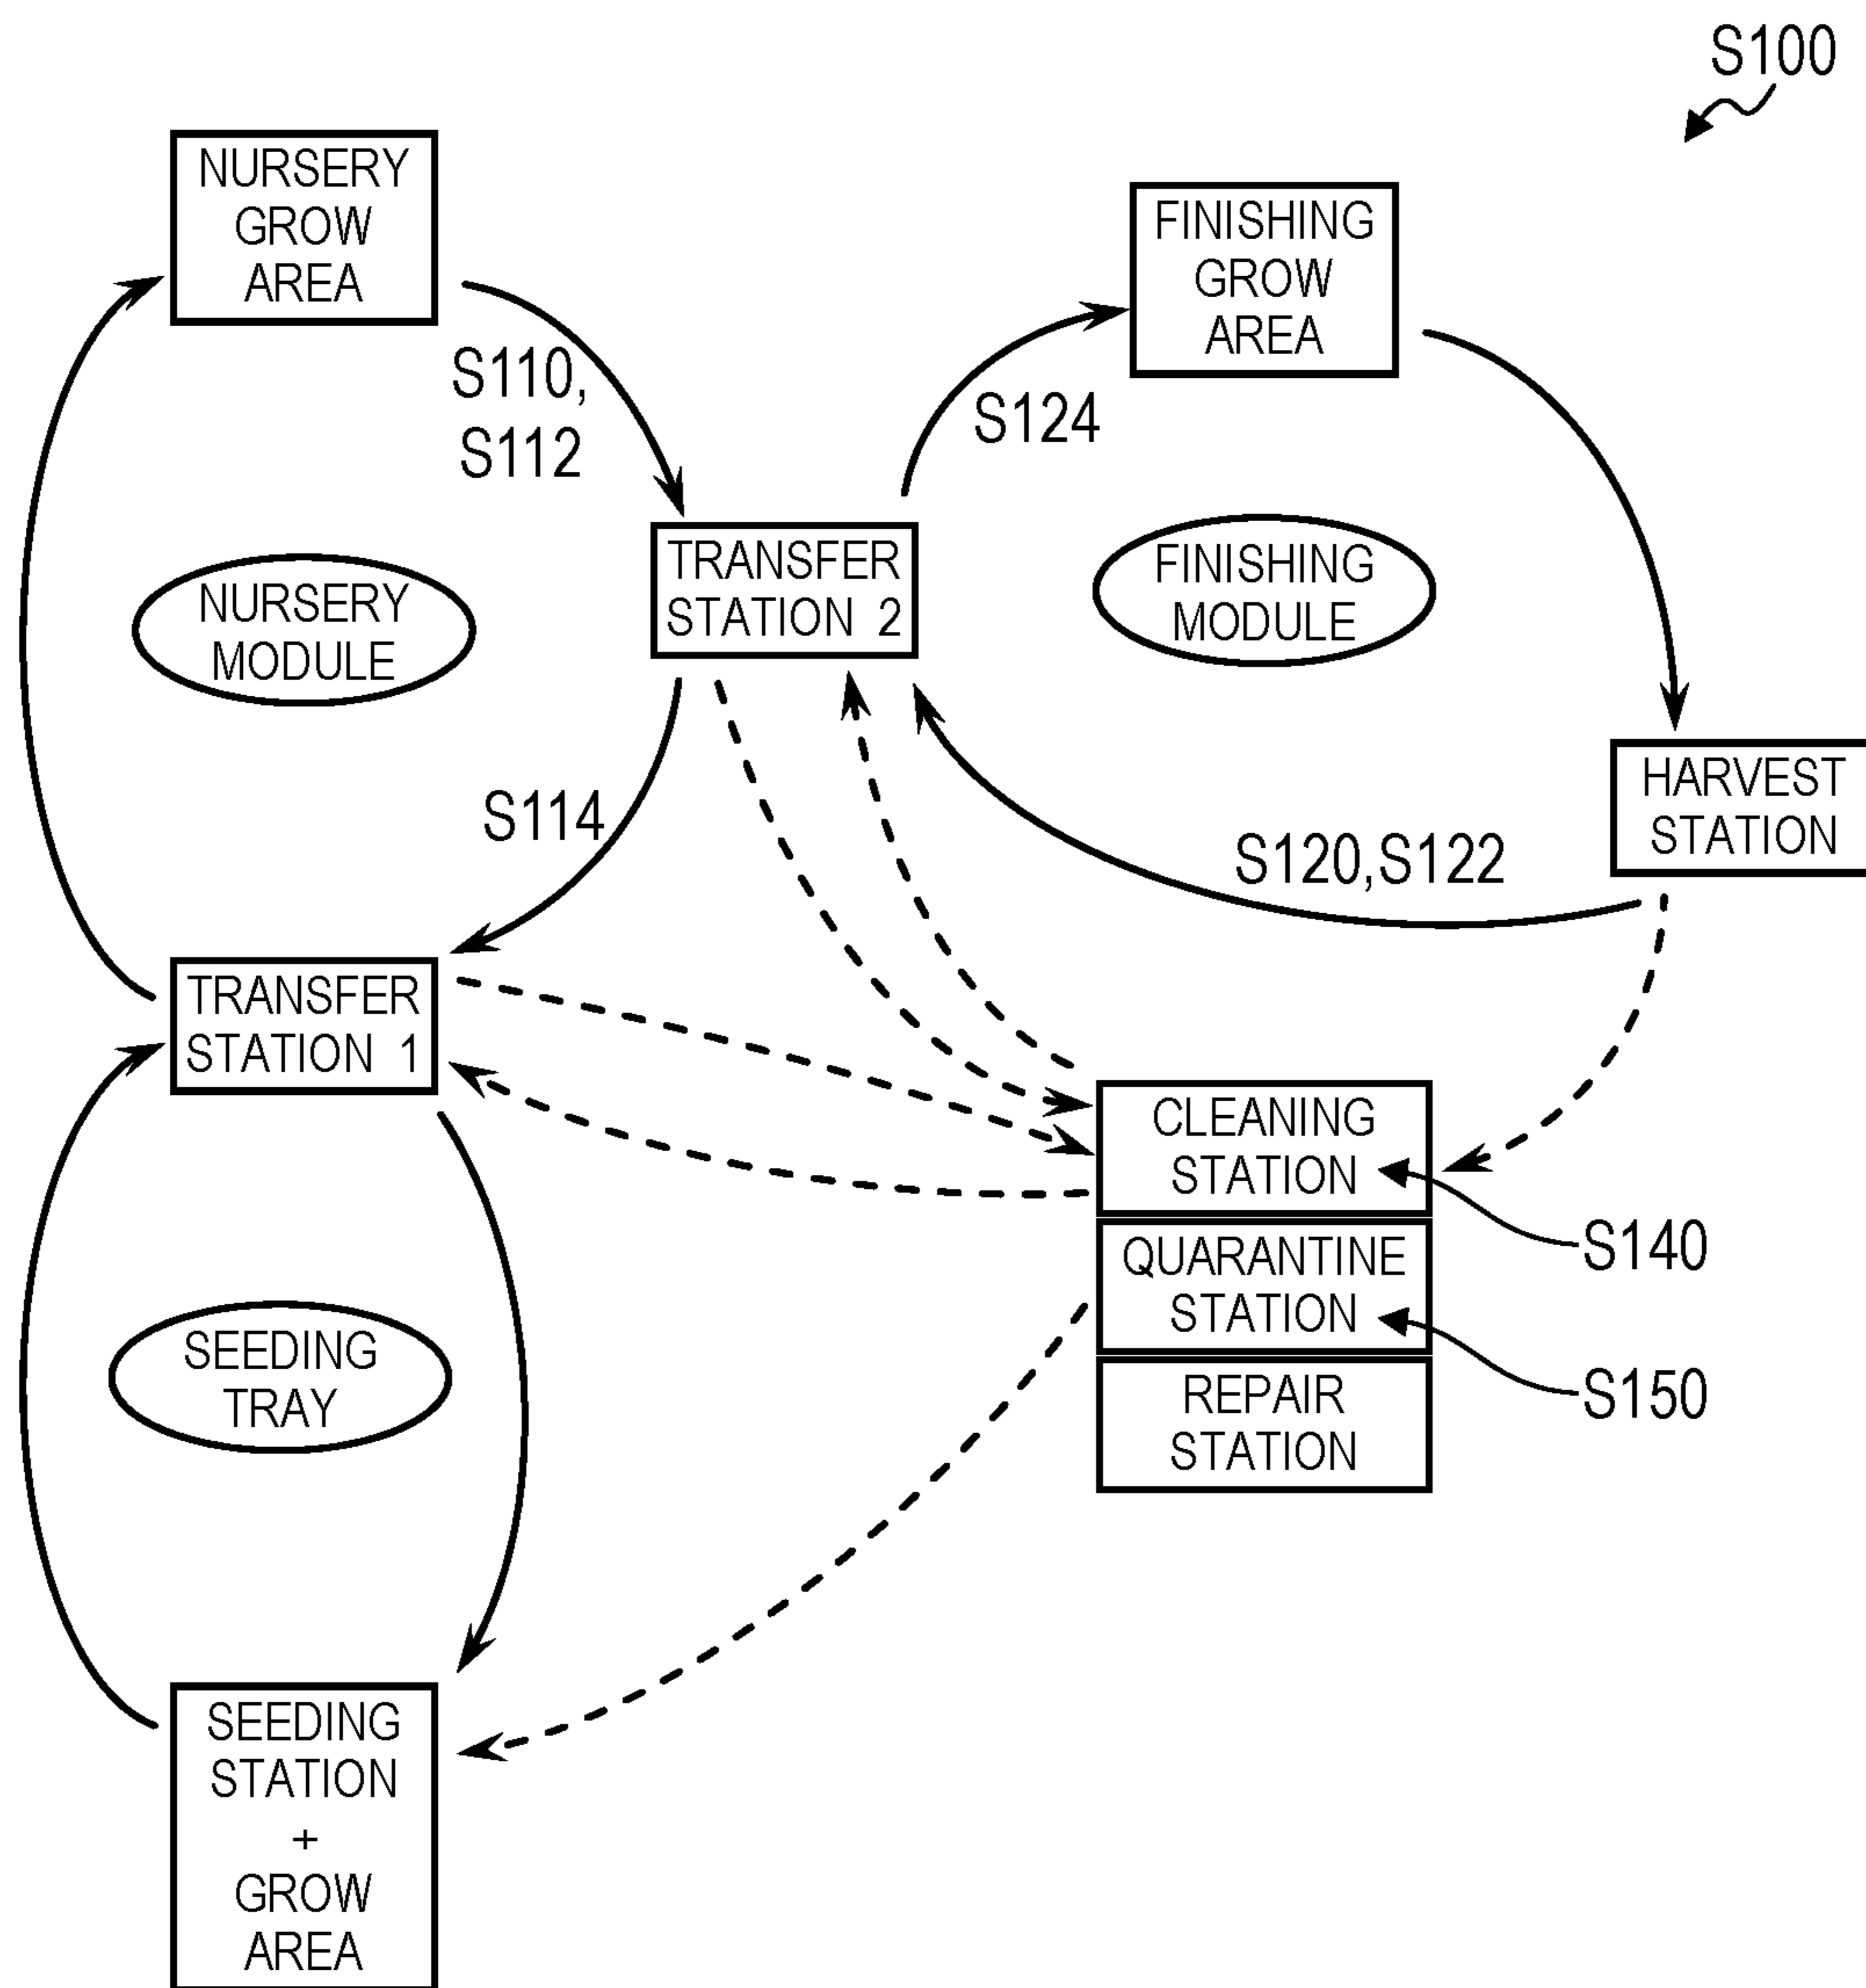 S100
NURSERY
GROW
AREA
FINISHING
GROW
AREA
S110,
S112
S124
TRANSFER
STATION 2
FINISHING
MODULE
NURSERY
MODULE
HARVEST
STATION
S114
S120,S122
TRANSFER
STATION 1
CLEANING
STATION
S140
QUARANTINE
STATION
S150
REPAIR
STATION
SEEDING
TRAY
SEEDING
STATION
+
GROW
AREA